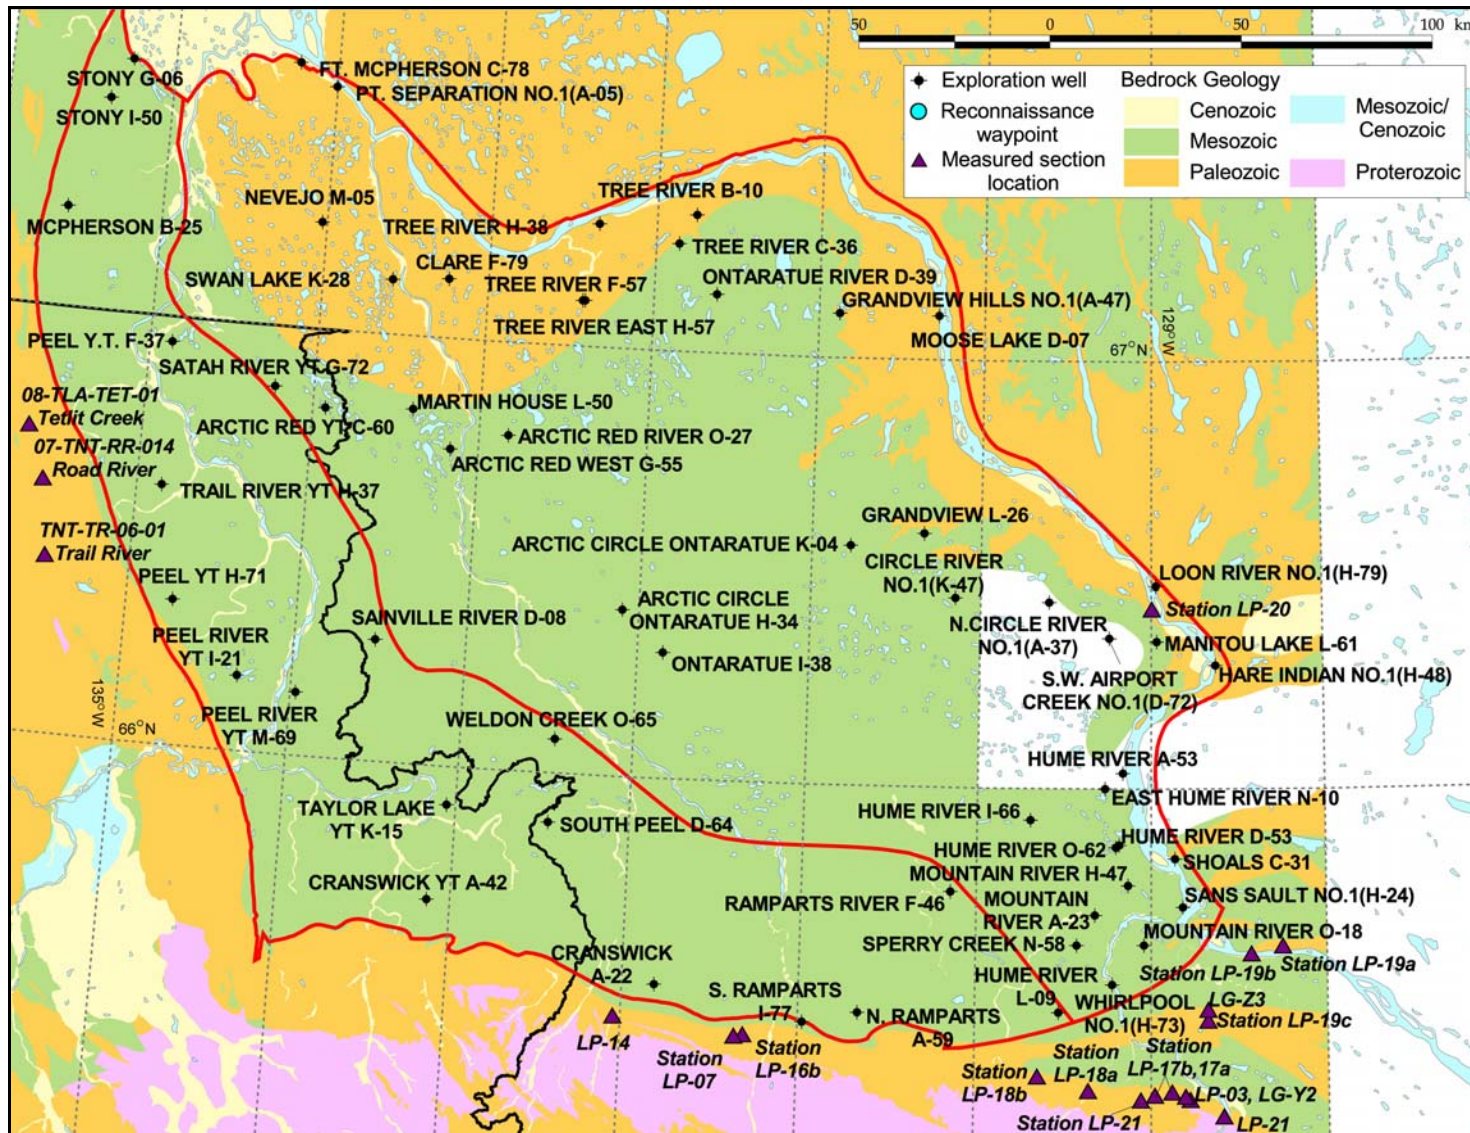 50 0 50 100 km
Exploration well
Reconnaissance
waypoint
Measured section
location
Bedrock Geology
Cenozoic
Mesozoic
Paleozoic
Mesozoic/
Cenozoic
Proterozoic
STONY G-06
STONY I-50
FT. MCPHERSON C-78
PT. SEPARATION NO.1(A-05)
MCPHERSON B-25
NEVEJO M-05
TREE RIVER B-10
TREE RIVER H-38
TREE RIVER C-36
SWAN LAKE K-28
CLARE F-79
TREE RIVER F-57
TREE RIVER EAST H-57
ONTARATUE RIVER D-39
GRANDVIEW HILLS NO.1(A-47)
MOOSE LAKE D-07
67°N
129°W
PEEL Y.T. F-37
SATAH RIVER YT G-72
08-TLA-TET-01
Tetlit Creek
ARCTIC RED YT C-60
MARTIN HOUSE L-50
07-TNT-RR-014
Road River
ARCTIC RED RIVER O-27
ARCTIC RED WEST G-55
TRAIL RIVER YT H-37
TNT-TR-06-01
Trail River
GRANDVIEW L-26
ARCTIC CIRCLE ONTARATUE K-04
CIRCLE RIVER
NO.1(K-47)
PEEL YT H-71
LOON RIVER NO.1(H-79)
Station LP-20
SAINVILLE RIVER D-08
ARCTIC CIRCLE
ONTARATUE H-34
N.CIRCLE RIVER
NO.1(A-37)
MANITOU LAKE L-61
PEEL RIVER
YT I-21
ONTARATUE I-38
S.W. AIRPORT
CREEK NO.1(D-72)
HARE INDIAN NO.1(H-48)
135°W
66°N
PEEL RIVER
YT M-69
WELDON CREEK O-65
HUME RIVER A-53
EAST HUME RIVER N-10
TAYLOR LAKE
YT K-15
SOUTH PEEL D-64
HUME RIVER I-66
HUME RIVER D-53
HUME RIVER O-62
SHOALS C-31
CRANSWICK YT A-42
MOUNTAIN RIVER H-47
RAMPARTS RIVER F-46
MOUNTAIN
RIVER A-23
SANS SAULT NO.1(H-24)
SPERRY CREEK N-58
MOUNTAIN RIVER O-18
CRANSWICK
A-22
Station LP-19b
Station LP-19a
HUME RIVER
L-09
S. RAMPARTS
I-77
WHIRLPOOL
NO.1(H-73)
LG-Z3
Station LP-19c
N. RAMPARTS
A-59
LP-14
Station
LP-07
Station
LP-16b
Station
LP-18b
Station
LP-18a
Station
LP-17b,17a
LP-03, LG-Y2
Station LP-21
LP-21